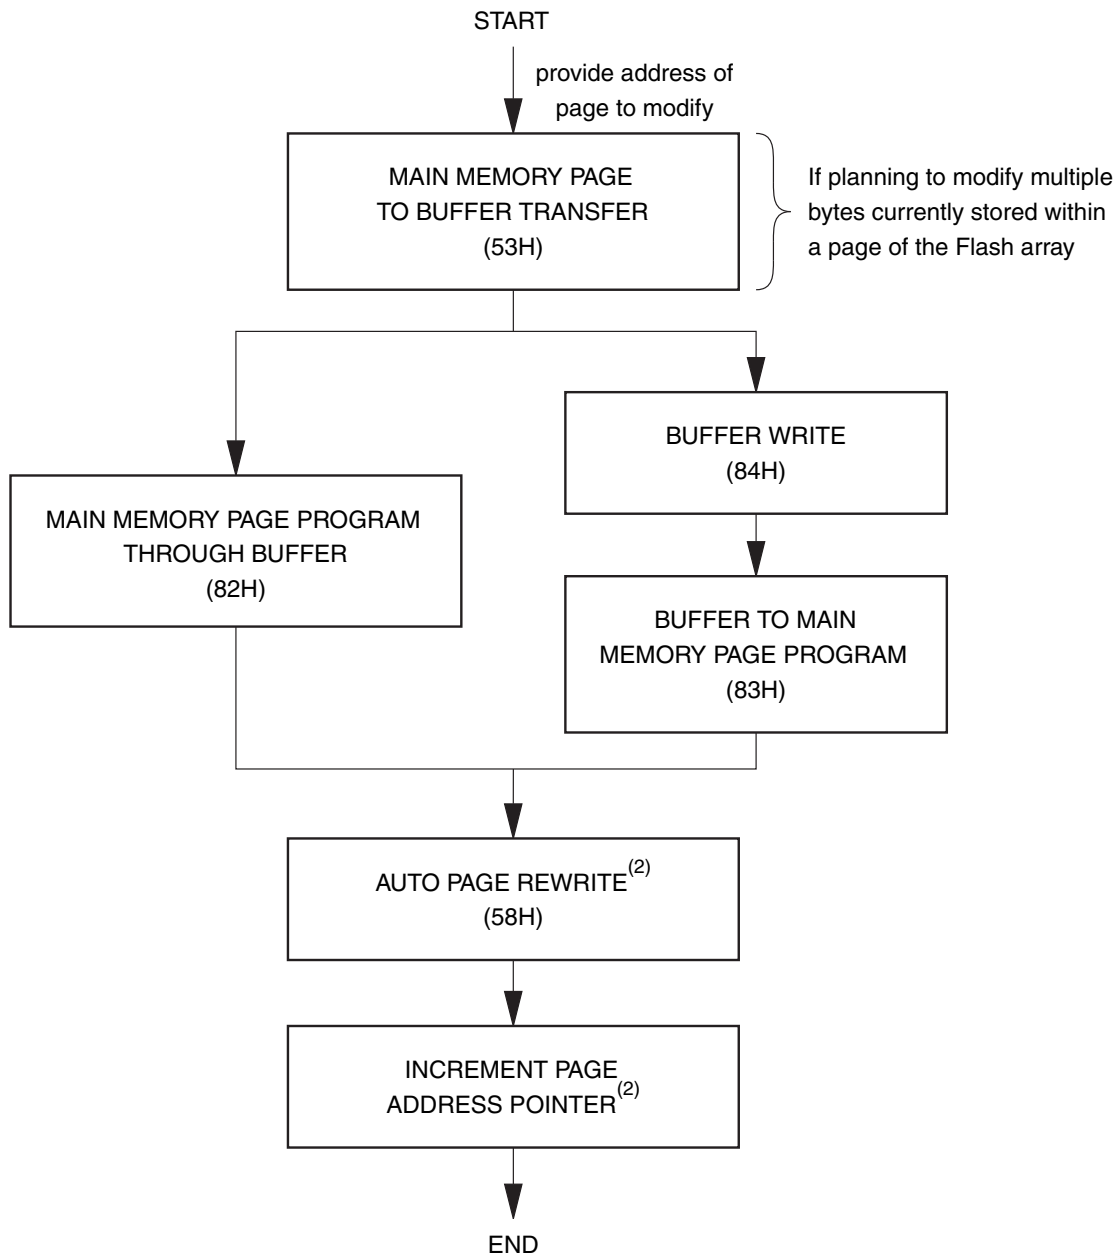 START
provide address of
page to modify
MAIN MEMORY PAGE
TO BUFFER TRANSFER
(53H)
If planning to modify multiple
bytes currently stored within
a page of the Flash array
BUFFER WRITE
(84H)
MAIN MEMORY PAGE PROGRAM
THROUGH BUFFER
(82H)
BUFFER TO MAIN
MEMORY PAGE PROGRAM
(83H)
AUTO PAGE REWRITE(2)
(58H)
INCREMENT PAGE
ADDRESS POINTER(2)
END